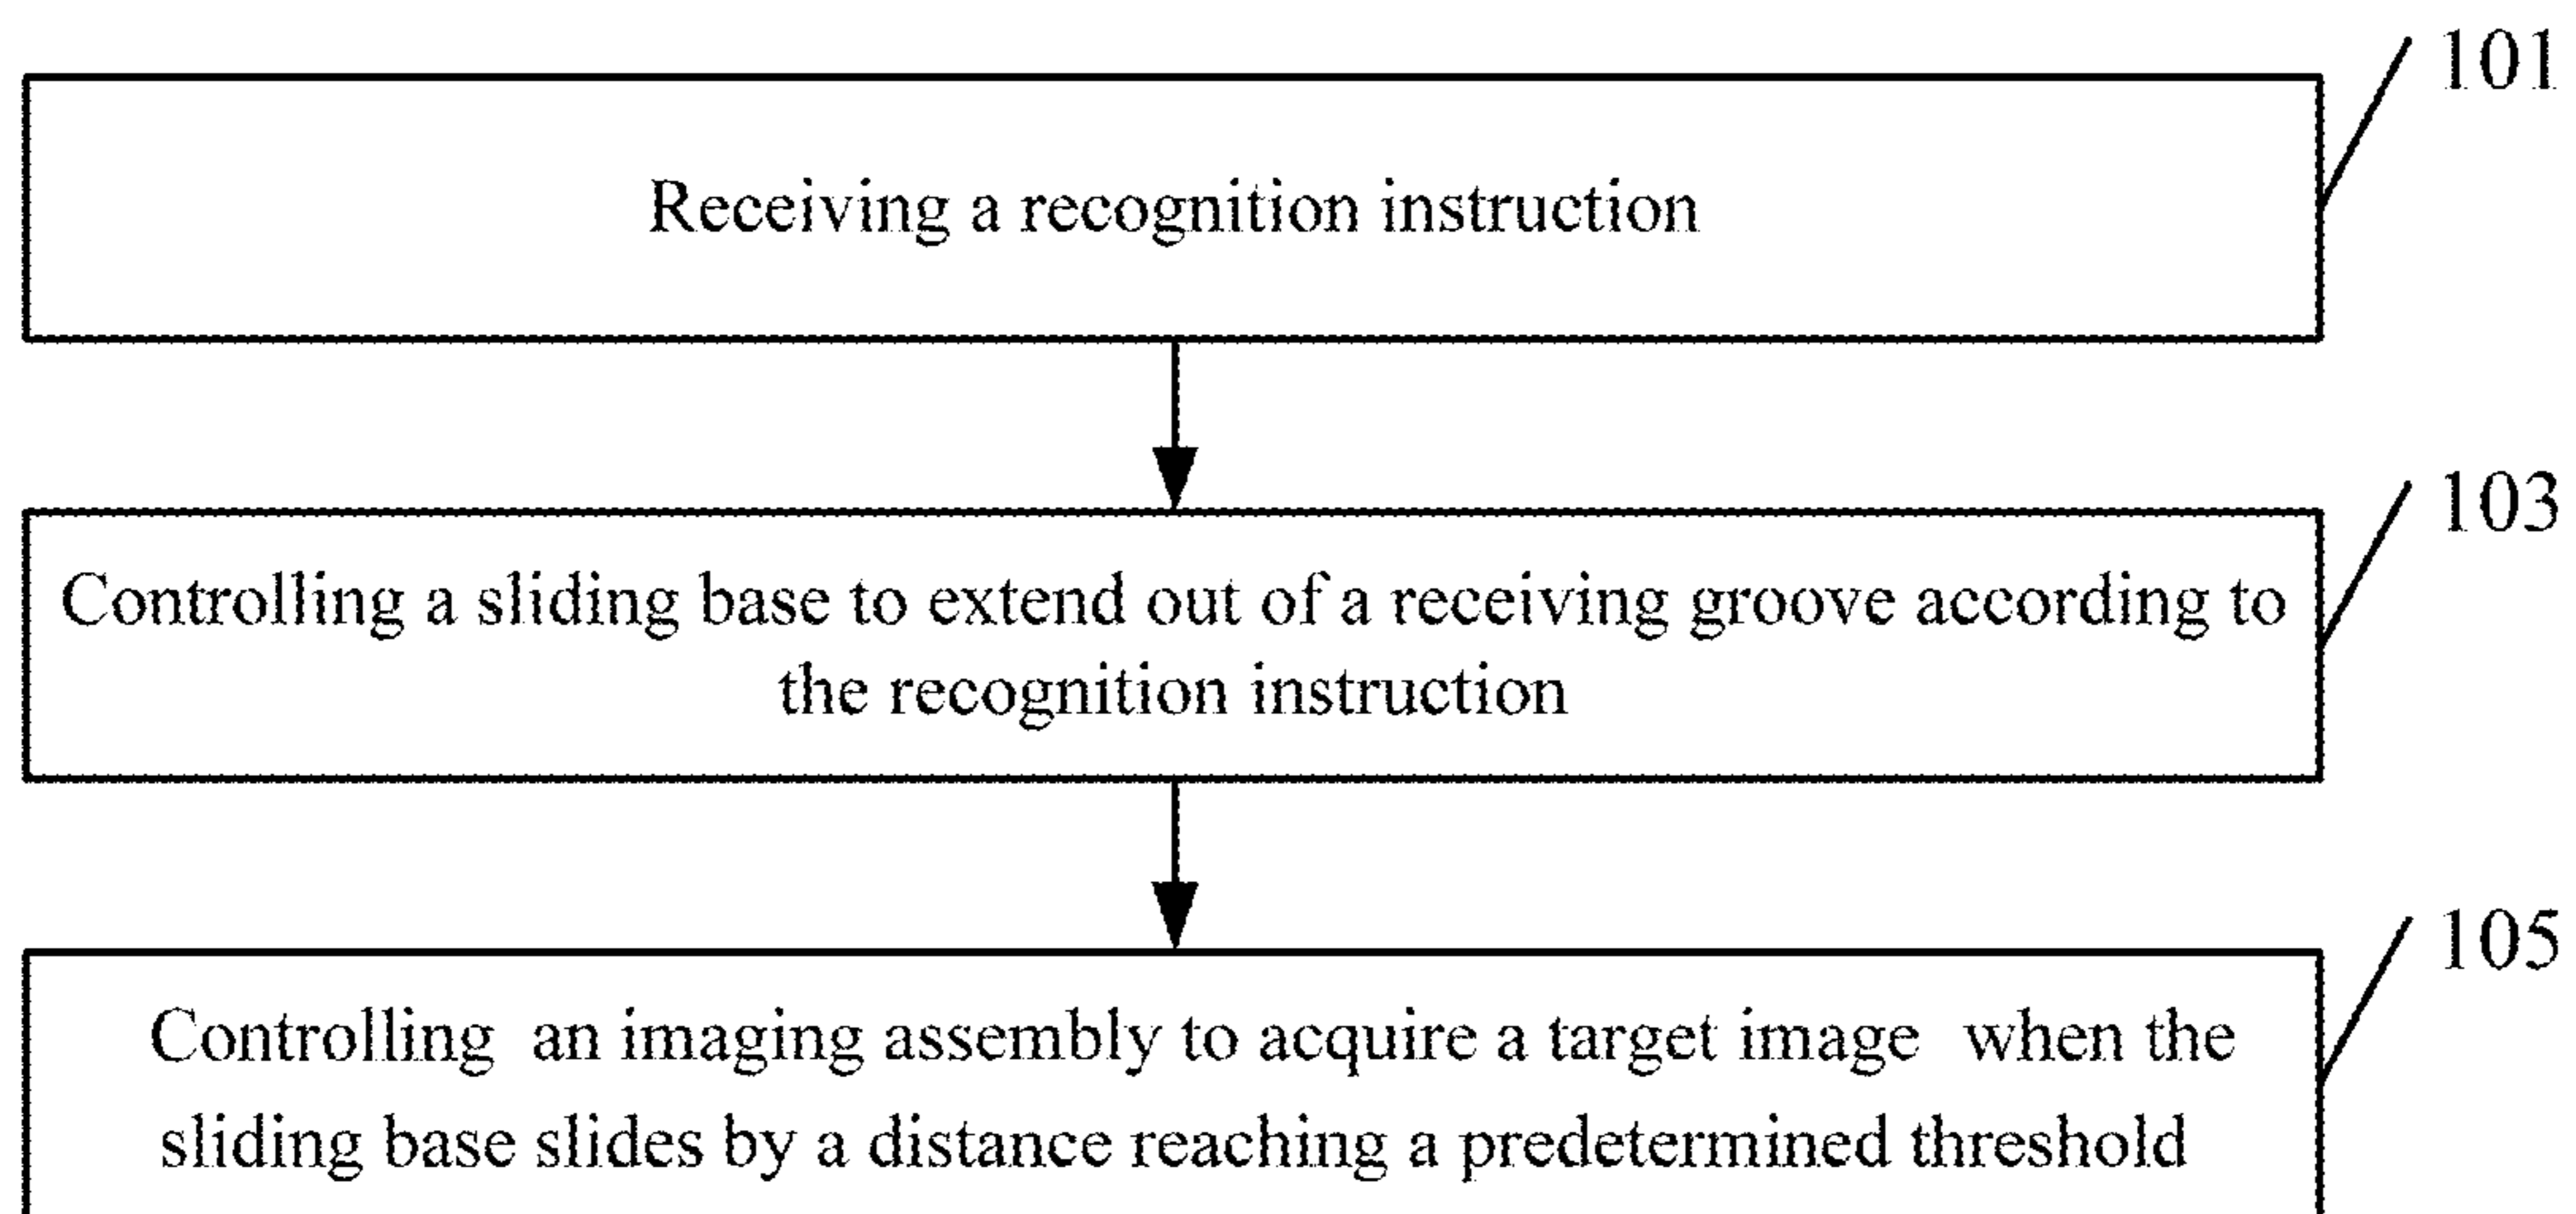 101
Receiving a recognition instruction
103
Controlling a sliding base to extend out of a receiving groove according to
the recognition instruction
105
Controlling an imaging assembly to acquire a target image when the
sliding base slides by a distance reaching a predetermined threshold